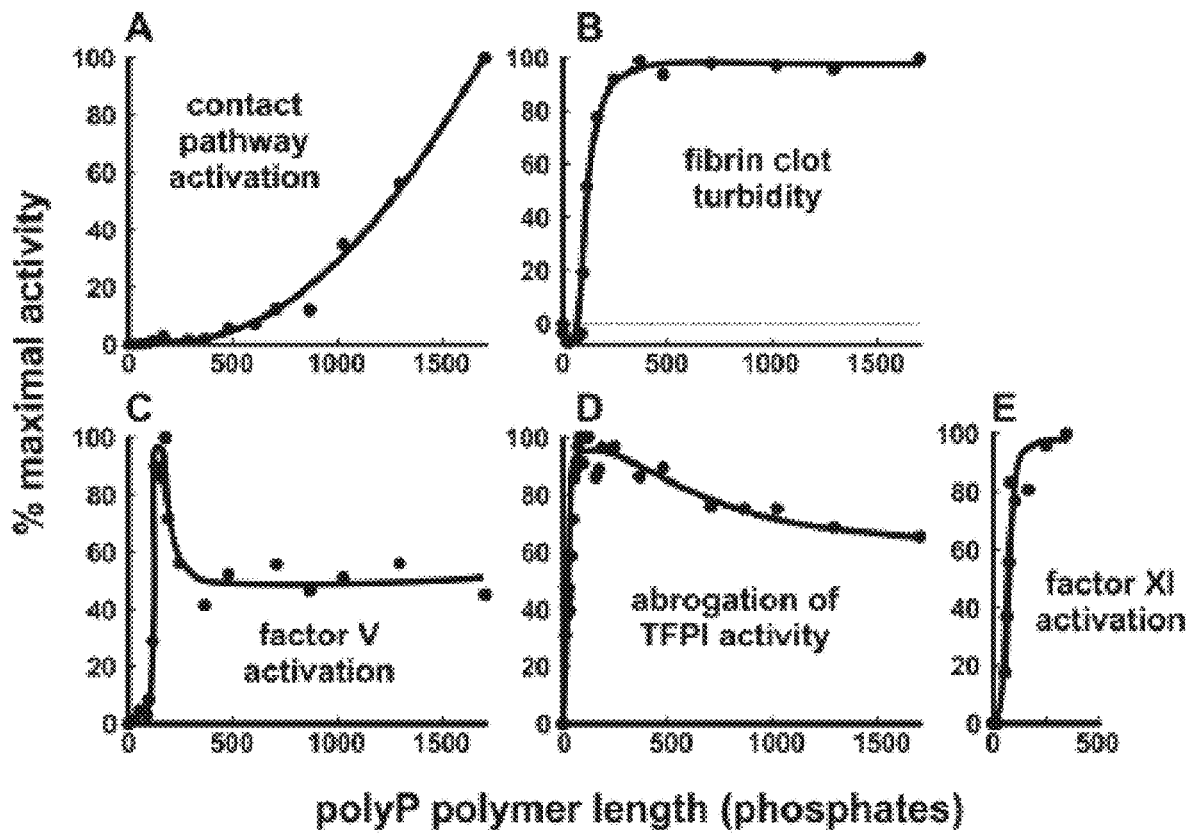 A
100
80
60
40
20
0
0
500
1000
1500
contact
pathway
activation
B
100
80
60
40
20
0
0
500
1000
1500
fibrin clot
turbidity
% maximal activity
C
100
80
60
40
20
0
0
500
1000
1500
factor V
activation
D
100
80
60
40
20
0
0
500
1000
1500
abrogation of
TFPI activity
E
100
80
60
40
20
0
0
500
factor XI
activation
polyP polymer length (phosphates)